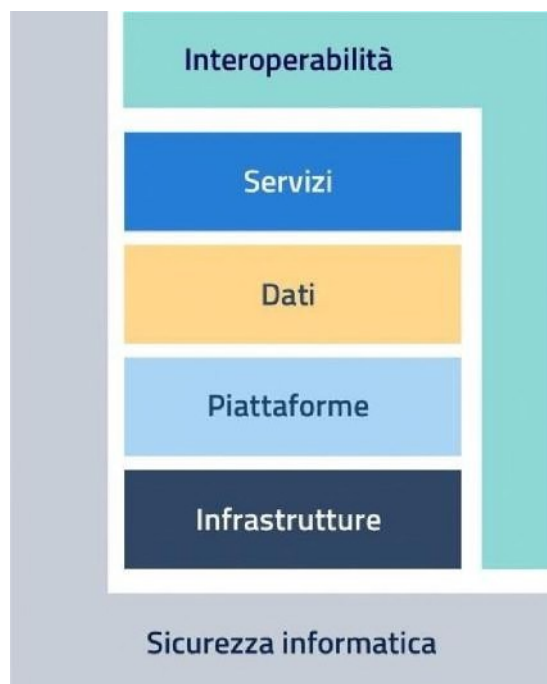 Interoperabilità
Servizi
Dati
Piattaforme
Infrastrutture
Sicurezza informatica